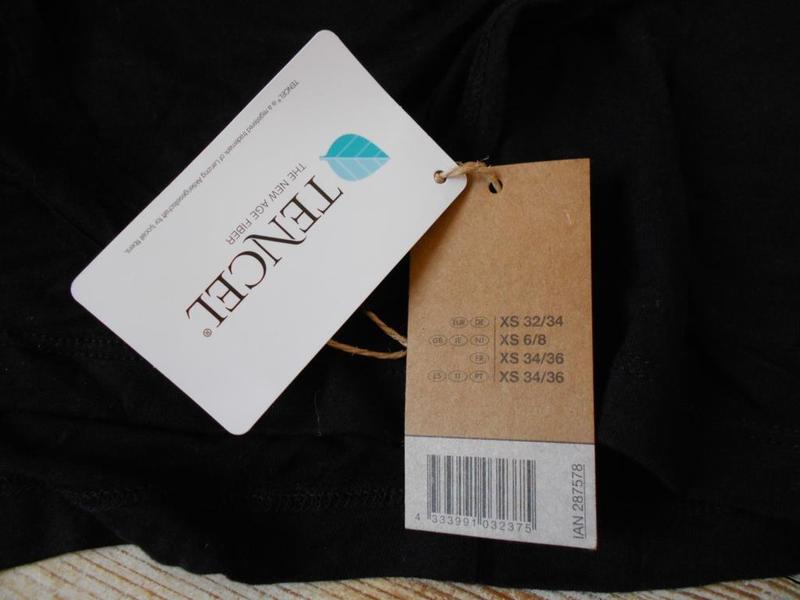 TENCEL®
THE NEW AGE FIBER
TENCEL® is a registered trademark of Lenzing Aktiengesellschaft for lyocell fibers.
EUR DE XS 32/34
GB IE NI XS 6/8
FR XS 34/36
ES IT PT XS 34/36
4 333991 032375
IAN 287578